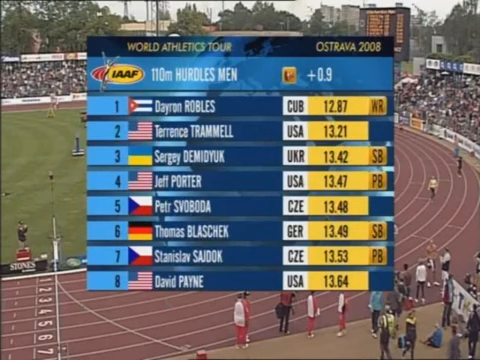 WORLD ATHLETICS TOUR OSTRAVA 2008
IAAF 110m HURDLES MEN +0.9
1 Dayron ROBLES CUB 12.87 WR
2 Terrence TRAMMELL USA 13.21
3 Sergey DEMIDYUK UKR 13.42 SB
4 Jeff PORTER USA 13.47 PB
5 Petr SVOBODA CZE 13.48
6 Thomas BLASCHEK GER 13.49 SB
7 Stanislav SAJDOK CZE 13.53 PB
8 David PAYNE USA 13.64
STONES